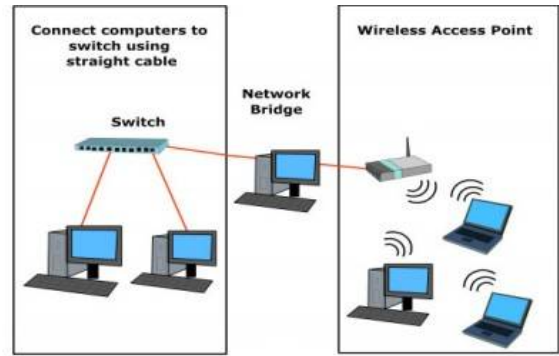 Connect computers to
switch using
straight cable
Switch
Network
Bridge
Wireless Access Point